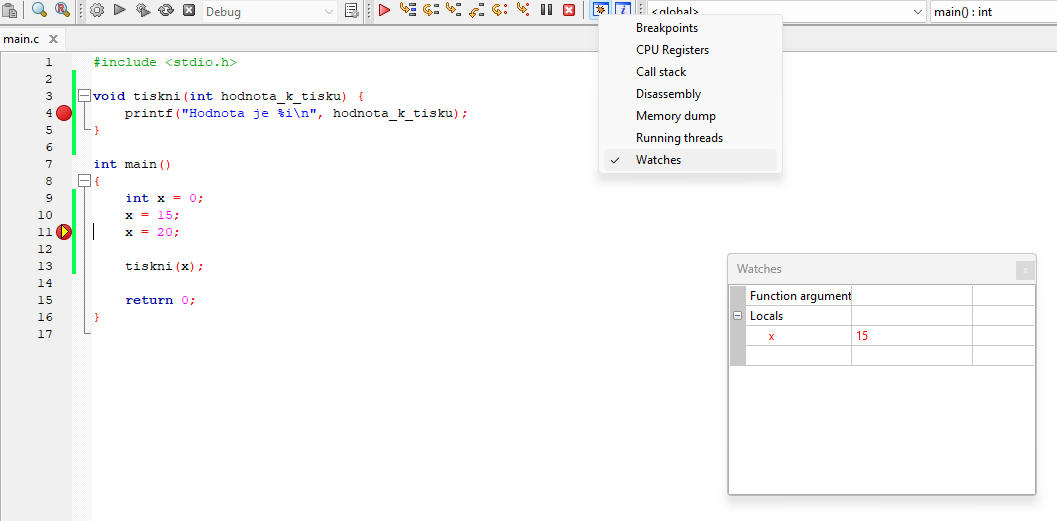 Debug
<global>
main() : int
main.c
Breakpoints
CPU Registers
Call stack
Disassembly
Memory dump
Running threads
Watches
1 #include <stdio.h>
2
3 void tiskni(int hodnota_k_tisku) {
4 printf("Hodnota je %i\n", hodnota_k_tisku);
5 }
6
7 int main()
8 {
9 int x = 0;
10 x = 15;
11 x = 20;
12
13 tiskni(x);
14
15 return 0;
16 }
17
Watches
Function argument
Locals
x 15